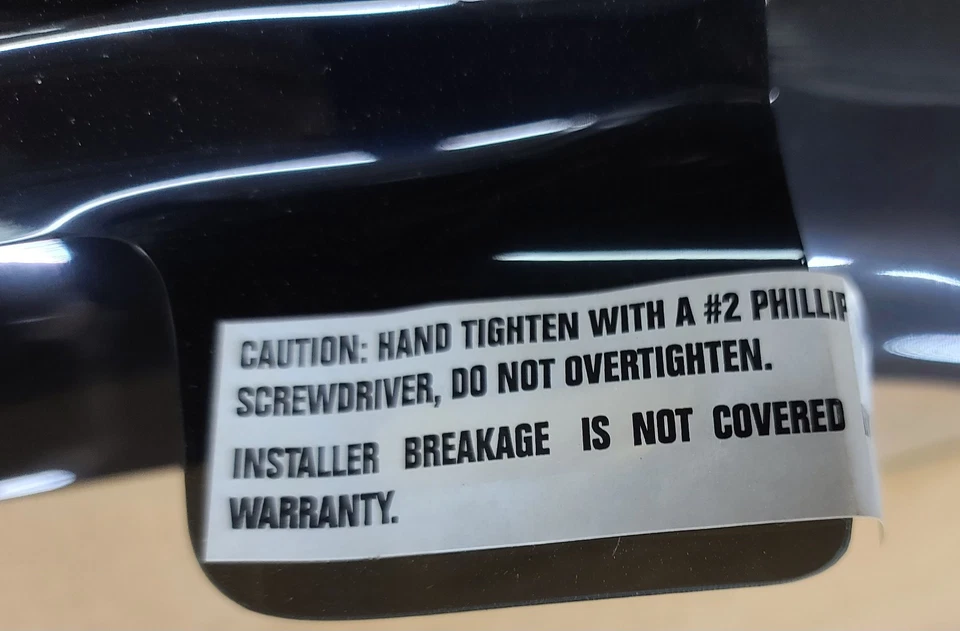 CAUTION: HAND TIGHTEN WITH A #2 PHILLIP
SCREWDRIVER, DO NOT OVERTIGHTEN.
INSTALLER BREAKAGE IS NOT COVERED
WARRANTY.